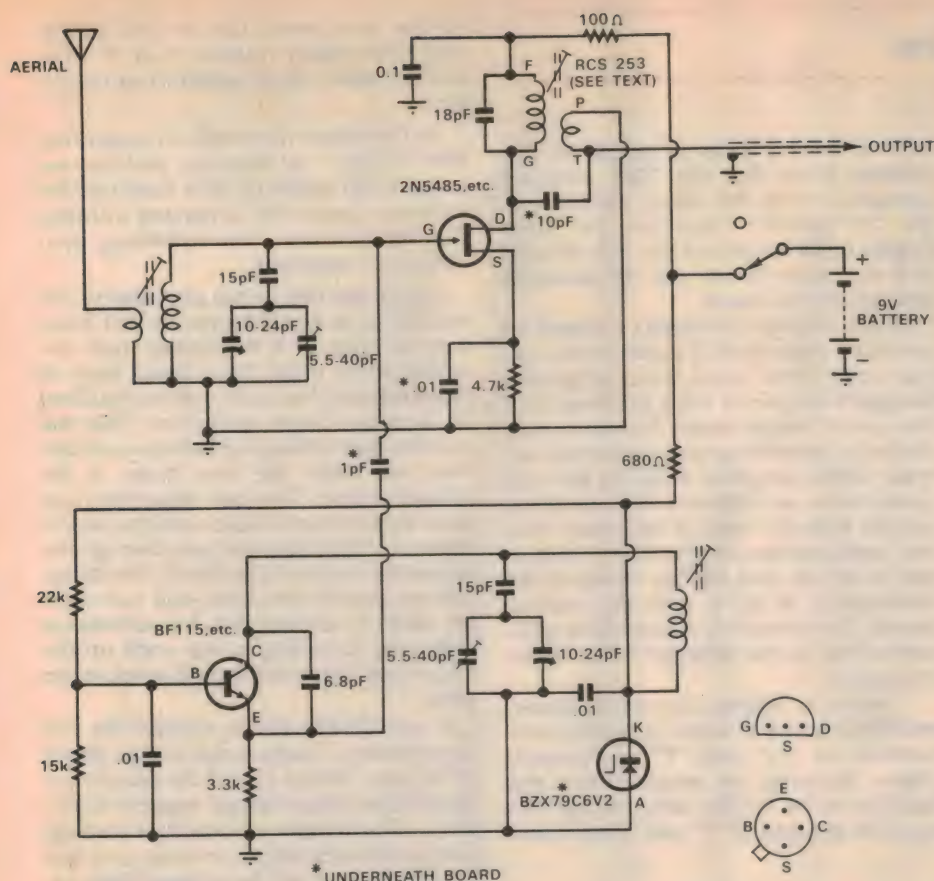 100Ω
AERIAL
0.1
F
RCS 253
(SEE TEXT)
18pF
P
G
T
OUTPUT
2N5485,etc.
D
* 10pF
G
S
+
9V
BATTERY
−
15pF
10-24pF
5.5-40pF
* .01
4.7k
* 1pF
680Ω
22k
15pF
BF115,etc.
C
5.5-40pF
10-24pF
B
6.8pF
E
.01
K
G D
S
15k
.01
3.3k
*
BZX79C6V2
A
E
B C
S
* UNDERNEATH BOARD